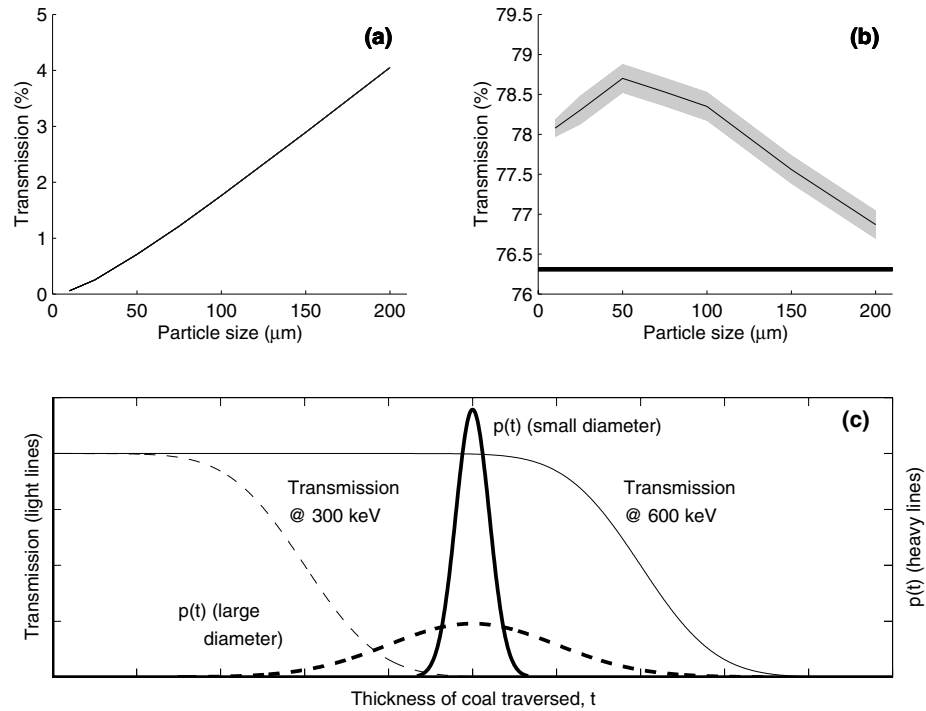 (a)
Transmission (%)
5
4
3
2
1
0
0 50 100 150 200
Particle size (μm)
(b)
Transmission (%)
79.5
79
78.5
78
77.5
77
76.5
76
0 50 100 150 200
Particle size (μm)
(c)
Transmission (light lines)
p(t) (small diameter)
Transmission
@ 300 keV
Transmission
@ 600 keV
p(t) (large
diameter)
p(t) (heavy lines)
Thickness of coal traversed, t